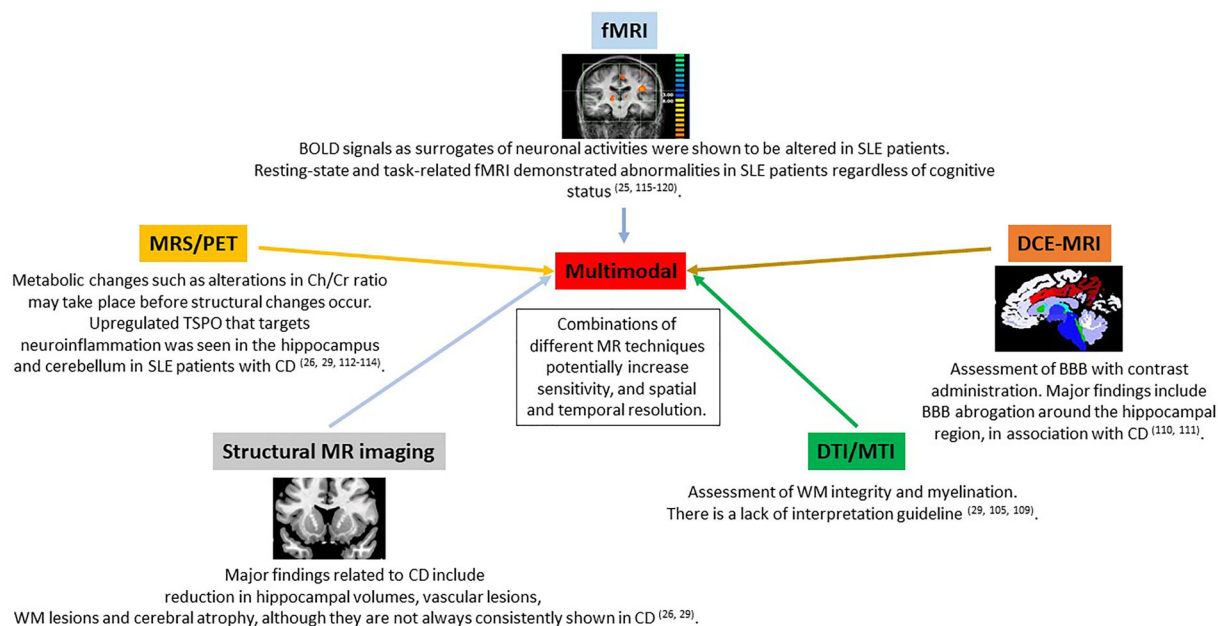 fMRI
3.00
8.00
BOLD signals as surrogates of neuronal activities were shown to be altered in SLE patients.
Resting-state and task-related fMRI demonstrated abnormalities in SLE patients regardless of cognitive
status (25, 115-120).
MRS/PET
Metabolic changes such as alterations in Ch/Cr ratio
may take place before structural changes occur.
Upregulated TSPO that targets
neuroinflammation was seen in the hippocampus
and cerebellum in SLE patients with CD (26, 29, 112-114).
Multimodal
Combinations of
different MR techniques
potentially increase
sensitivity, and spatial
and temporal resolution.
DCE-MRI
Assessment of BBB with contrast
administration. Major findings include
BBB abrogation around the hippocampal
region, in association with CD (110, 111).
Structural MR imaging
Major findings related to CD include
reduction in hippocampal volumes, vascular lesions,
WM lesions and cerebral atrophy, although they are not always consistently shown in CD (26, 29).
DTI/MTI
Assessment of WM integrity and myelination.
There is a lack of interpretation guideline (29, 105, 109).